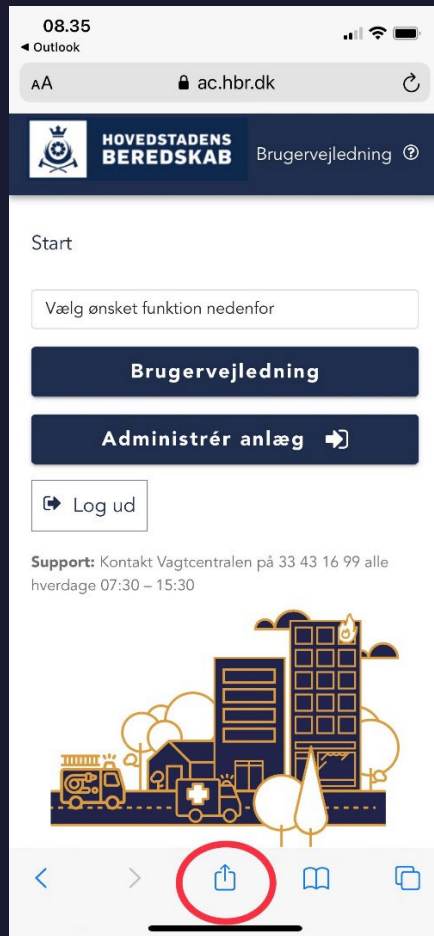 08.35
◀ Outlook
AA
ac.hbr.dk
HOVEDSTADENS
BEREDSKAB
Brugervejledning
Start
Vælg ønsket funktion nedenfor
Brugervejledning
Administrér anlæg
Log ud
Support: Kontakt Vagtcentralen på 33 43 16 99 alle
hverdage 07:30 – 15:30